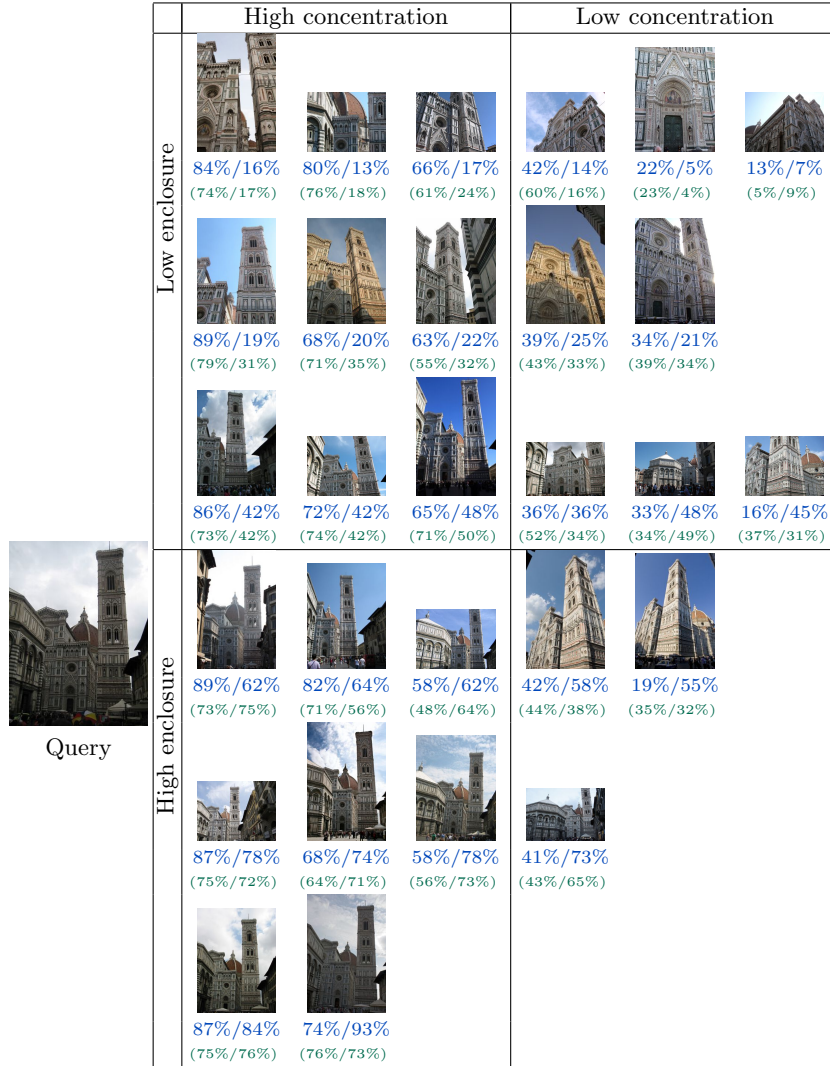 High concentration Low concentration
Low enclosure
84%/16% 80%/13% 66%/17% 42%/14% 22%/5% 13%/7%
(74%/17%) (76%/18%) (61%/24%) (60%/16%) (23%/4%) (5%/9%)
89%/19% 68%/20% 63%/22% 39%/25% 34%/21%
(79%/31%) (71%/35%) (55%/32%) (43%/33%) (39%/34%)
86%/42% 72%/42% 65%/48% 36%/36% 33%/48% 16%/45%
(73%/42%) (74%/42%) (71%/50%) (52%/34%) (34%/49%) (37%/31%)
Query
High enclosure
89%/62% 82%/64% 58%/62% 42%/58% 19%/55%
(73%/75%) (71%/56%) (48%/64%) (44%/38%) (35%/32%)
87%/78% 68%/74% 58%/78% 41%/73%
(75%/72%) (64%/71%) (56%/73%) (43%/65%)
87%/84% 74%/93%
(75%/76%) (76%/73%)